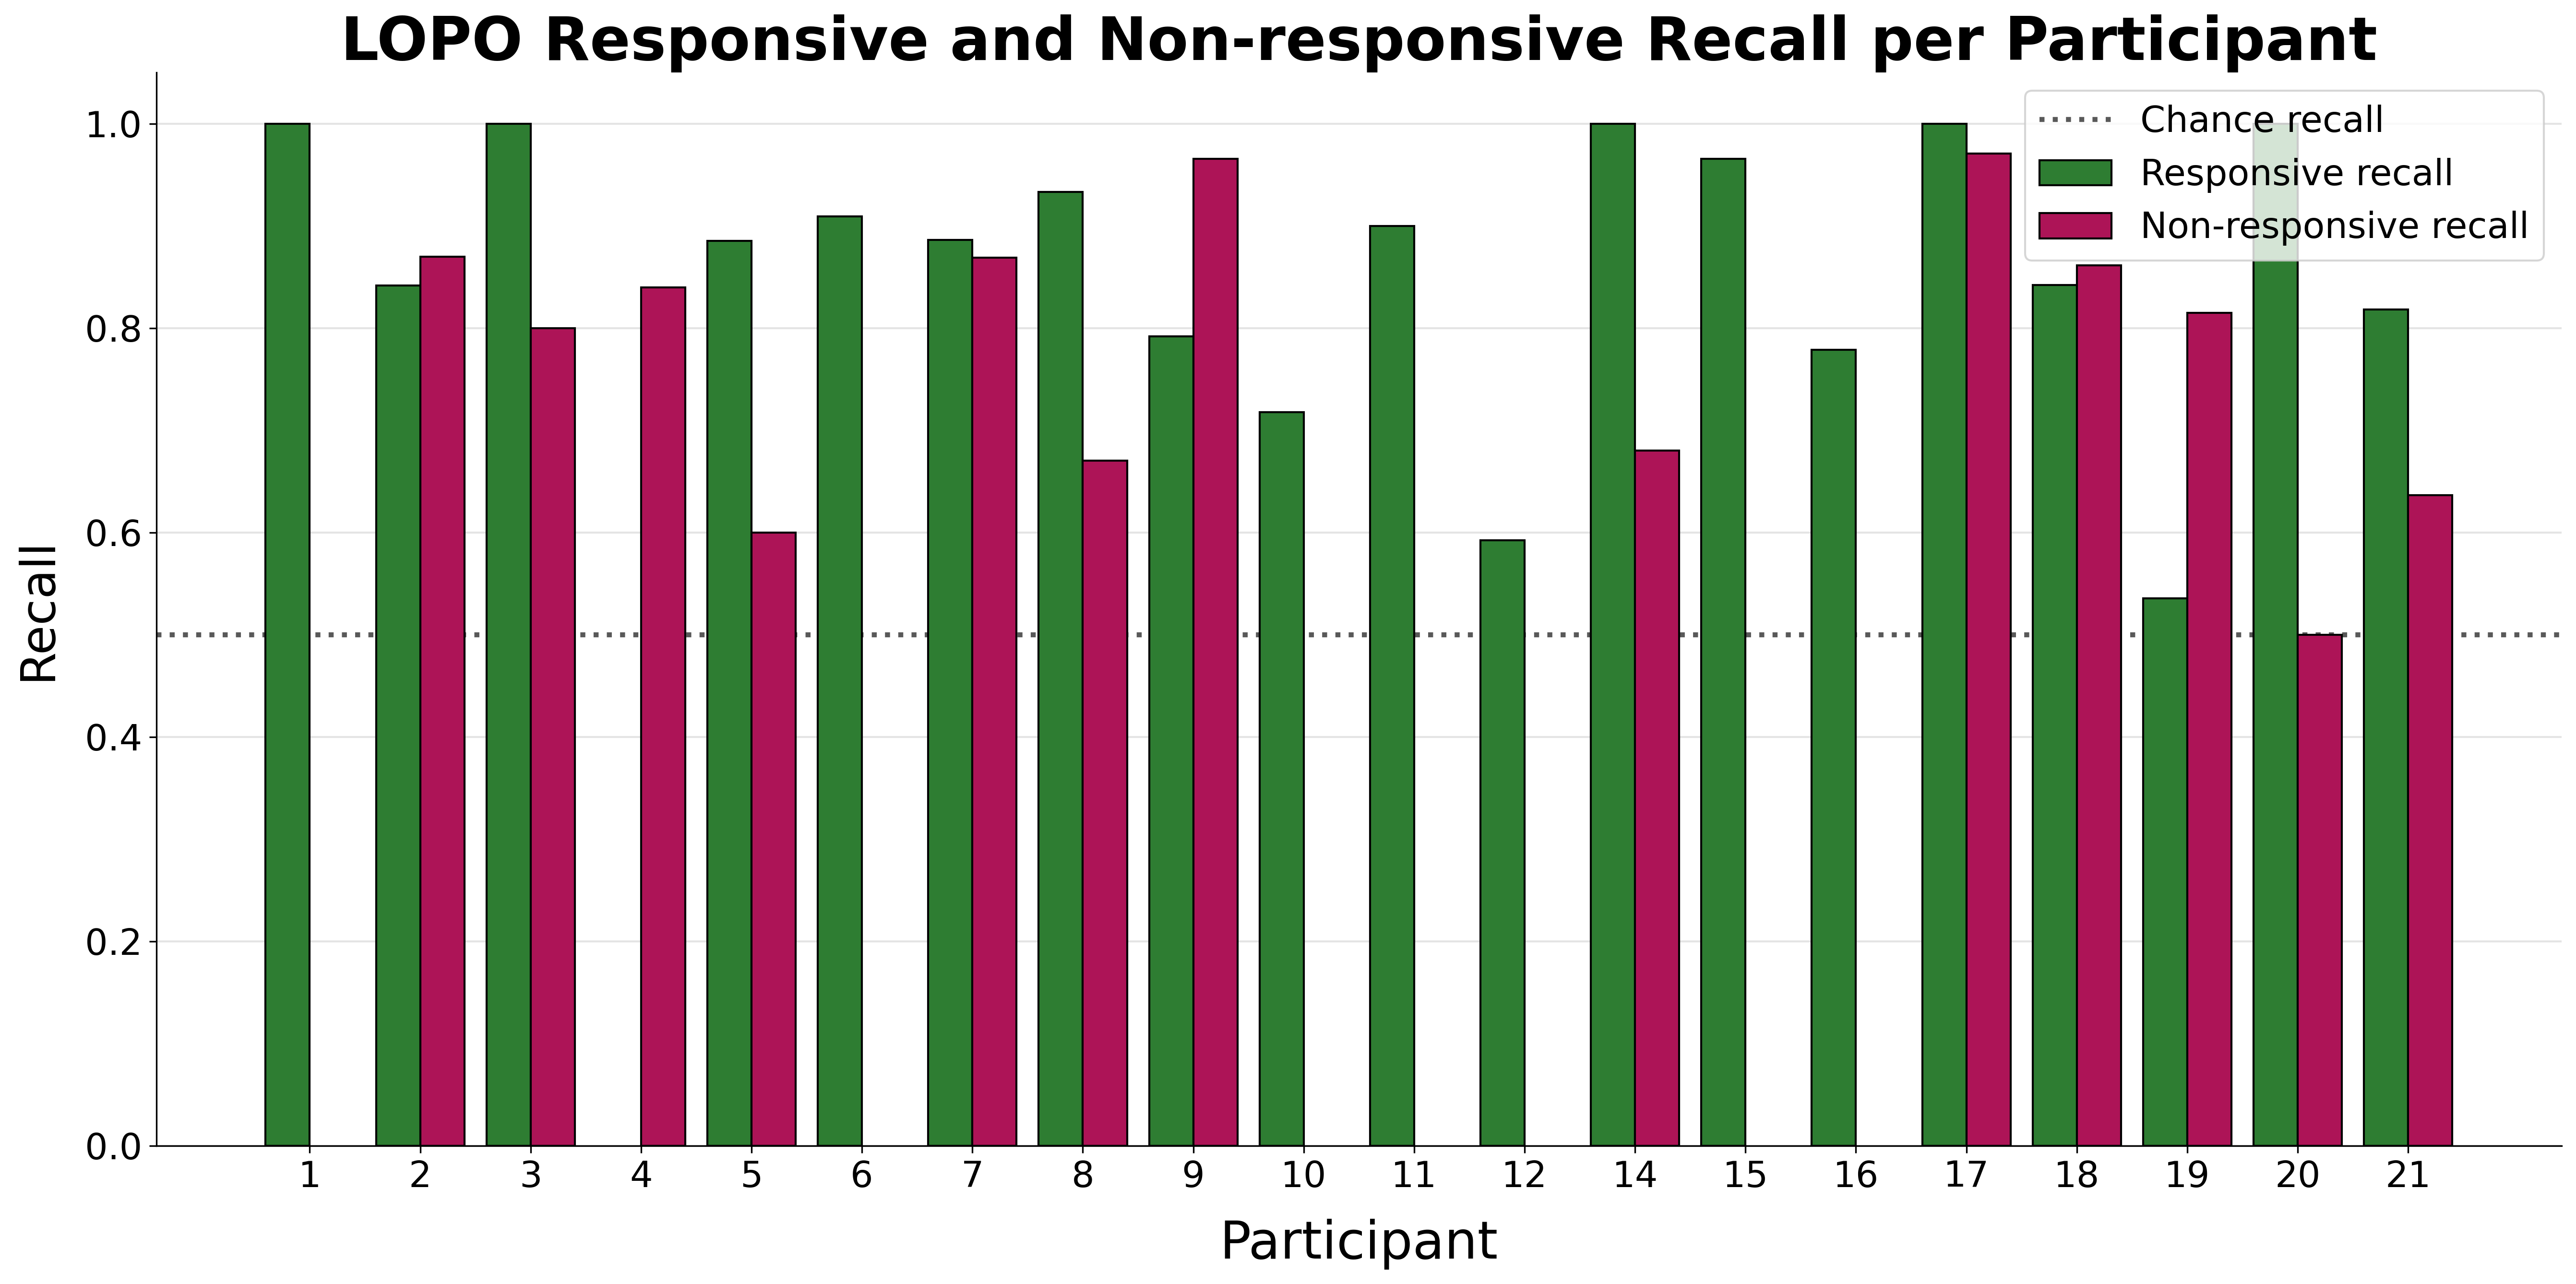 LOPO Responsive and Non-responsive Recall per Participant
Chance recall
Responsive recall
Non-responsive recall
Recall
1.0
0.8
0.6
0.4
0.2
0.0
1 2 3 4 5 6 7 8 9 10 11 12 14 15 16 17 18 19 20 21
Participant